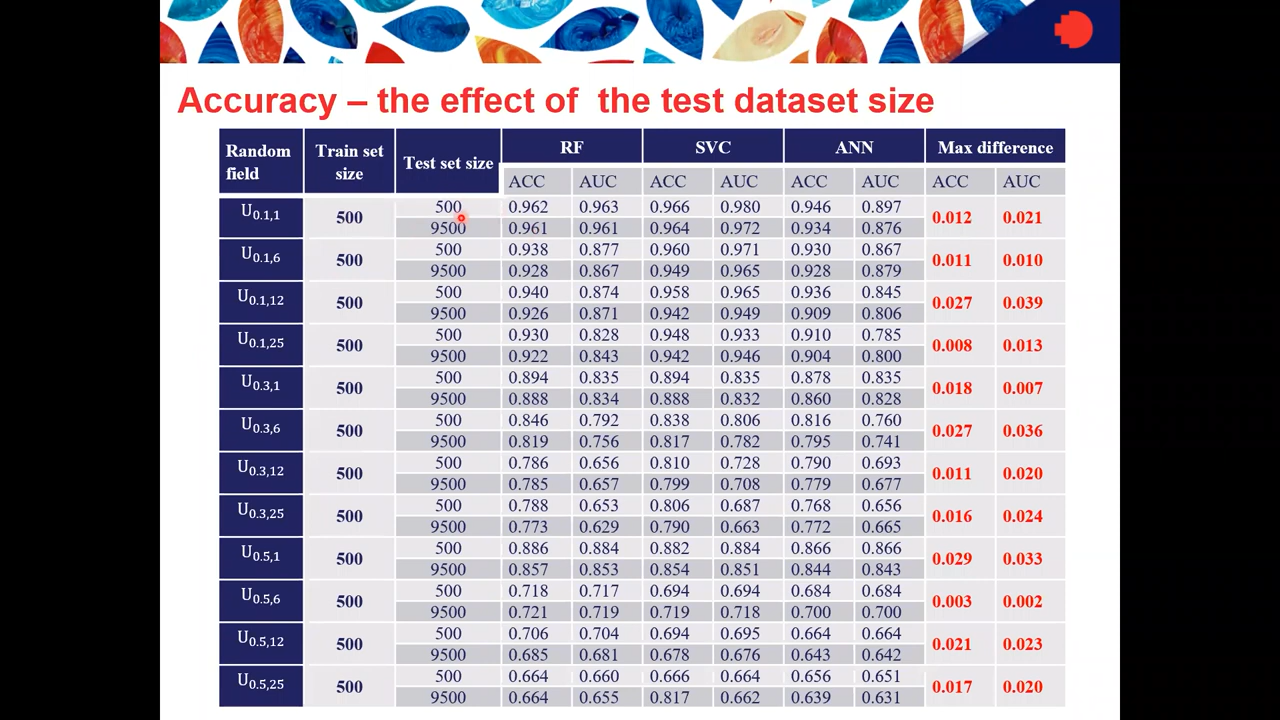 Accuracy – the effect of the test dataset size
Random field Train set size Test set size RF SVC ANN Max difference
ACC AUC ACC AUC ACC AUC ACC AUC
U0.1,1 500 500 0.962 0.963 0.966 0.980 0.946 0.897 0.012 0.021
9500 0.961 0.961 0.964 0.972 0.934 0.876
U0.1,6 500 500 0.938 0.877 0.960 0.971 0.930 0.867 0.011 0.010
9500 0.928 0.867 0.949 0.965 0.928 0.879
U0.1,12 500 500 0.940 0.874 0.958 0.965 0.936 0.845 0.027 0.039
9500 0.926 0.871 0.942 0.949 0.909 0.806
U0.1,25 500 500 0.930 0.828 0.948 0.933 0.910 0.785 0.008 0.013
9500 0.922 0.843 0.942 0.946 0.904 0.800
U0.3,1 500 500 0.894 0.835 0.894 0.835 0.878 0.835 0.018 0.007
9500 0.888 0.834 0.888 0.832 0.860 0.828
U0.3,6 500 500 0.846 0.792 0.838 0.806 0.816 0.760 0.027 0.036
9500 0.819 0.756 0.817 0.782 0.795 0.741
U0.3,12 500 500 0.786 0.656 0.810 0.728 0.790 0.693 0.011 0.020
9500 0.785 0.657 0.799 0.708 0.779 0.677
U0.3,25 500 500 0.788 0.653 0.806 0.687 0.768 0.656 0.016 0.024
9500 0.773 0.629 0.790 0.663 0.772 0.665
U0.5,1 500 500 0.886 0.884 0.882 0.884 0.866 0.866 0.029 0.033
9500 0.857 0.853 0.854 0.851 0.844 0.843
U0.5,6 500 500 0.718 0.717 0.694 0.694 0.684 0.684 0.003 0.002
9500 0.721 0.719 0.719 0.718 0.700 0.700
U0.5,12 500 500 0.706 0.704 0.694 0.695 0.664 0.664 0.021 0.023
9500 0.685 0.681 0.678 0.676 0.643 0.642
U0.5,25 500 500 0.664 0.660 0.666 0.664 0.656 0.651 0.017 0.020
9500 0.664 0.655 0.817 0.662 0.639 0.631